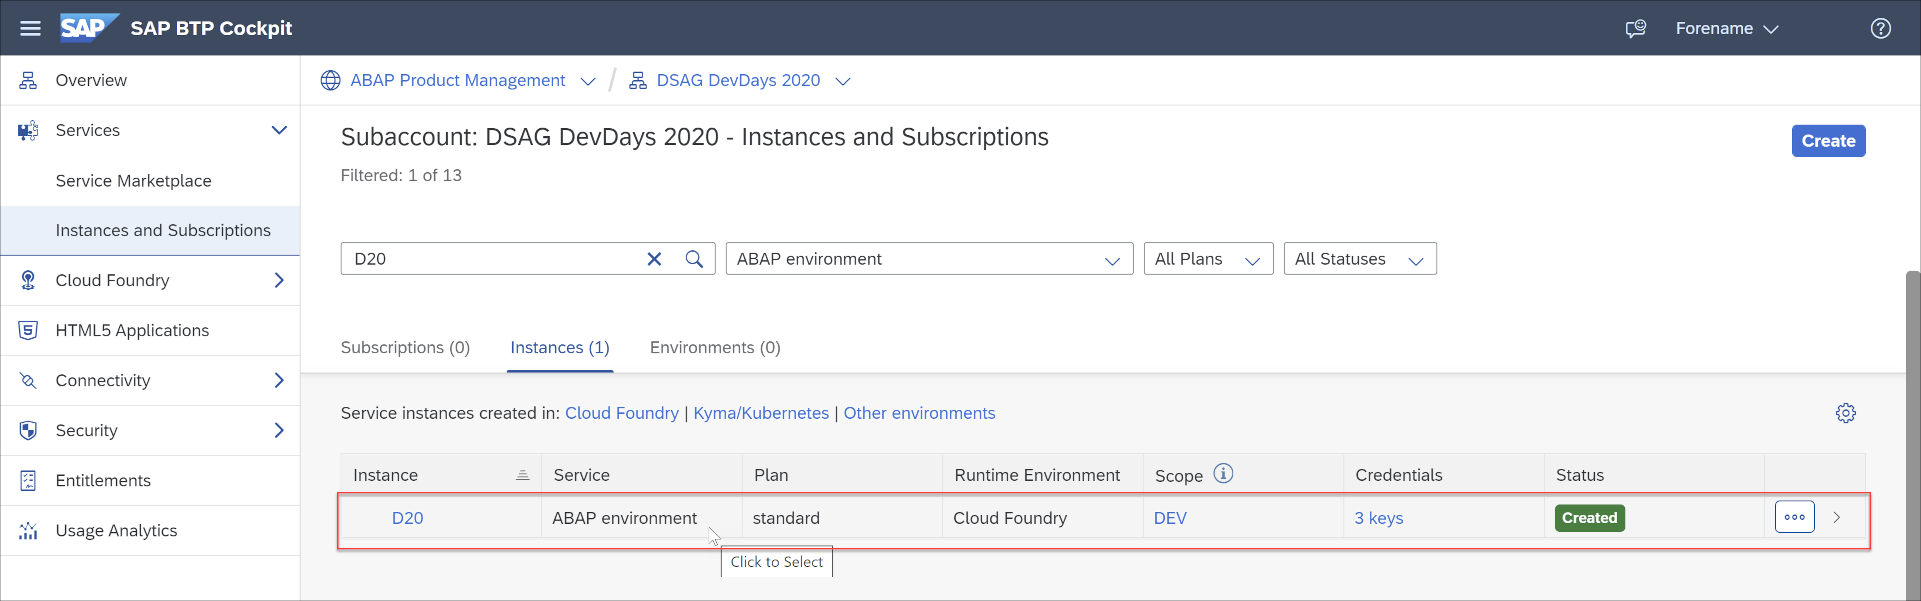 SAP SAP BTP Cockpit Forename
Overview
Services
Service Marketplace
Instances and Subscriptions
Cloud Foundry
HTML5 Applications
Connectivity
Security
Entitlements
Usage Analytics
ABAP Product Management / DSAG DevDays 2020
Subaccount: DSAG DevDays 2020 - Instances and Subscriptions
Create
Filtered: 1 of 13
D20 ABAP environment All Plans All Statuses
Subscriptions (0) Instances (1) Environments (0)
Service instances created in: Cloud Foundry | Kyma/Kubernetes | Other environments
Instance Service Plan Runtime Environment Scope Credentials Status
D20 ABAP environment standard Cloud Foundry DEV 3 keys Created
Click to Select